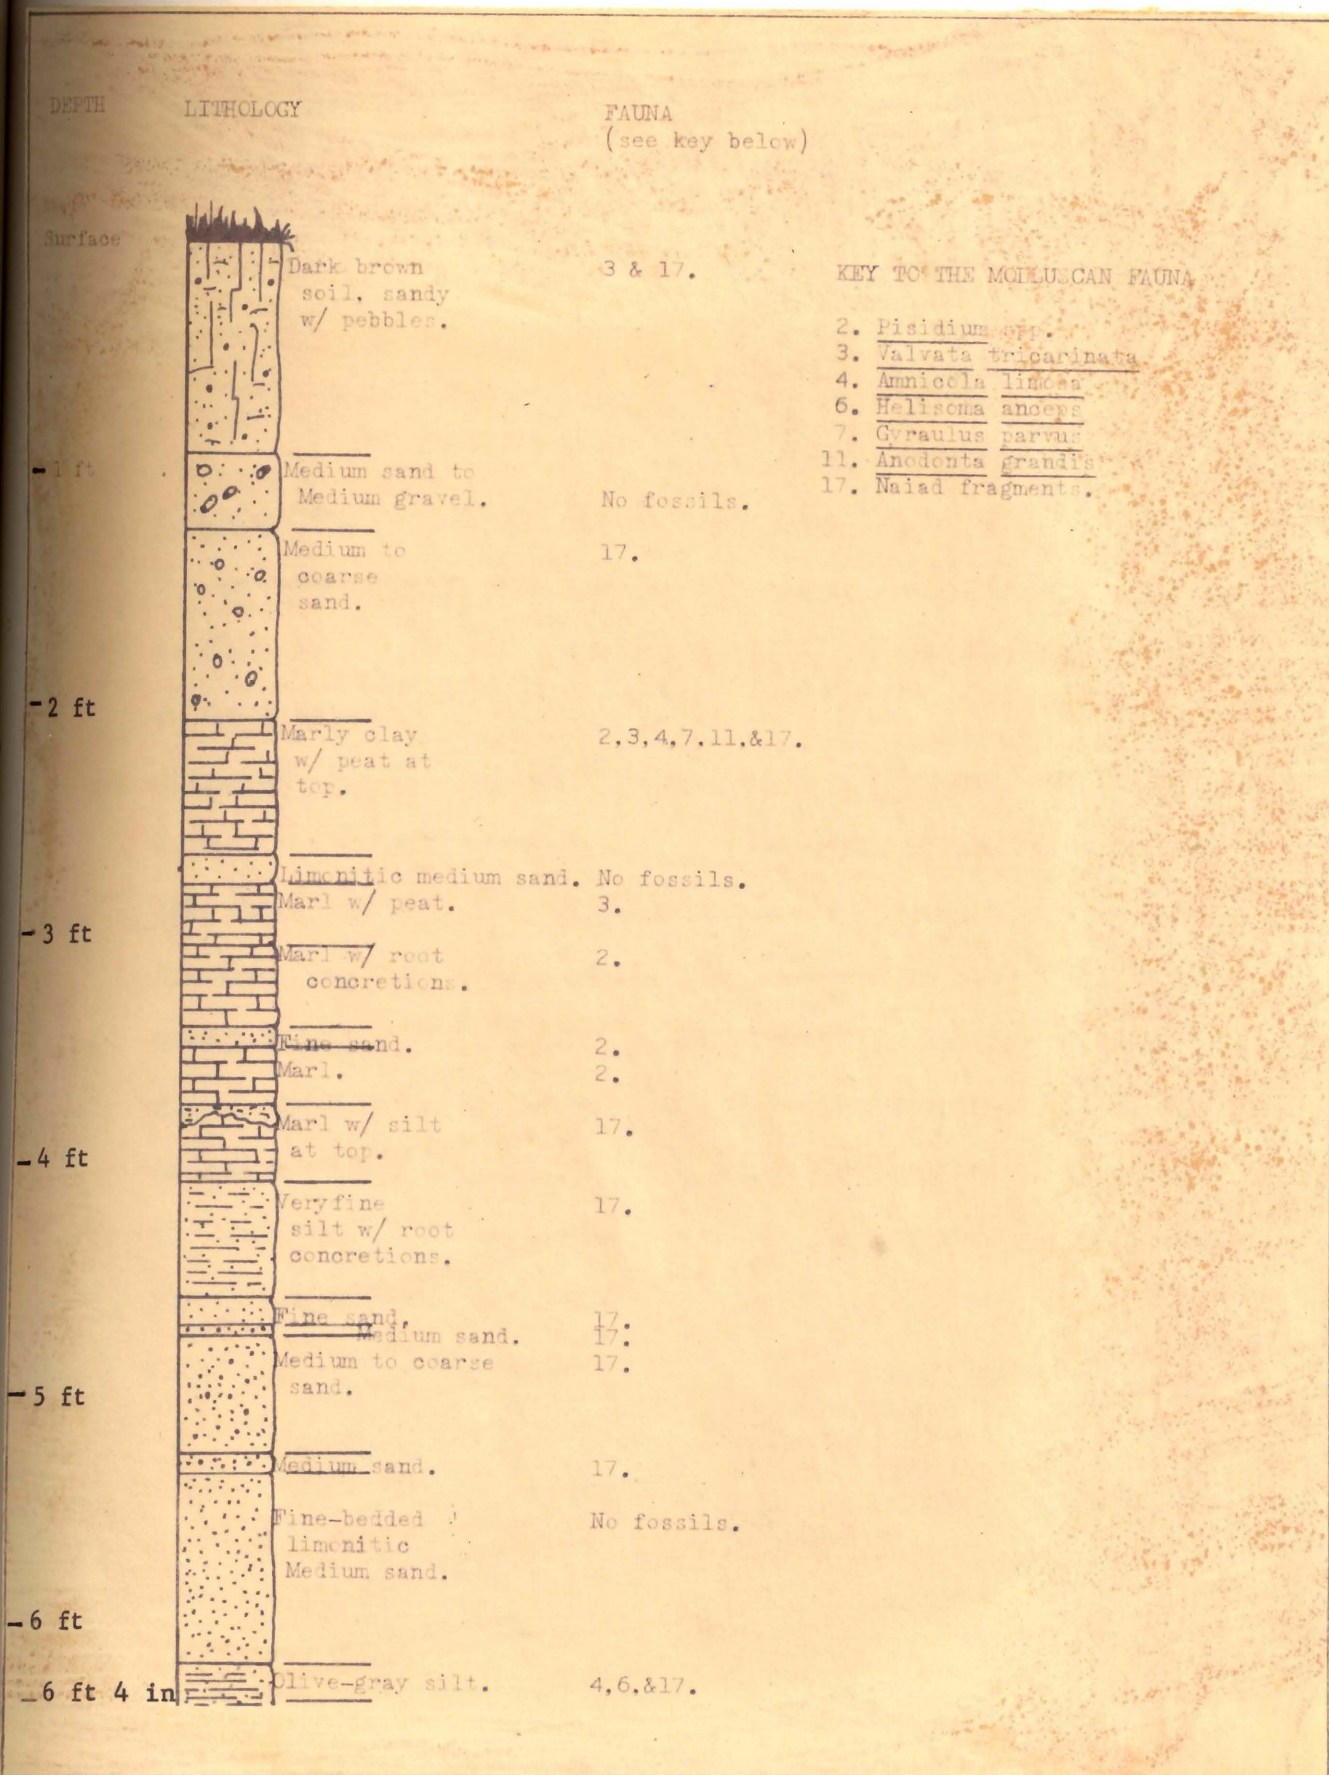 DEPTH LITHOLOGY FAUNA
(see key below)
Surface
Dark brown 3 & 17.
soil, sandy
w/ pebbles.
KEY TO THE MOLLUSCAN FAUNA
2. Pisidium spp.
3. Valvata tricarinata
4. Amnicola limosa
6. Helisoma anceps
7. Gyraulus parvus
11. Anodonta grandis
17. Naiad fragments.
-1 ft Medium sand to
Medium gravel. No fossils.
Medium to 17.
coarse
sand.
-2 ft
Marly clay 2,3,4,7.11,&17.
w/ peat at
top.
Limonitic medium sand. No fossils.
Marl w/ peat. 3.
-3 ft
Marl w/ root 2.
concretions.
Fine sand. 2.
Marl. 2.
Marl w/ silt 17.
at top.
-4 ft
Very fine 17.
silt w/ root
concretions.
Fine sand, 17.
Medium sand. 17.
Medium to coarse 17.
sand.
-5 ft
Medium sand. 17.
Fine-bedded No fossils.
limonitic
Medium sand.
-6 ft
-6 ft 4 in Olive-gray silt. 4,6,&17.